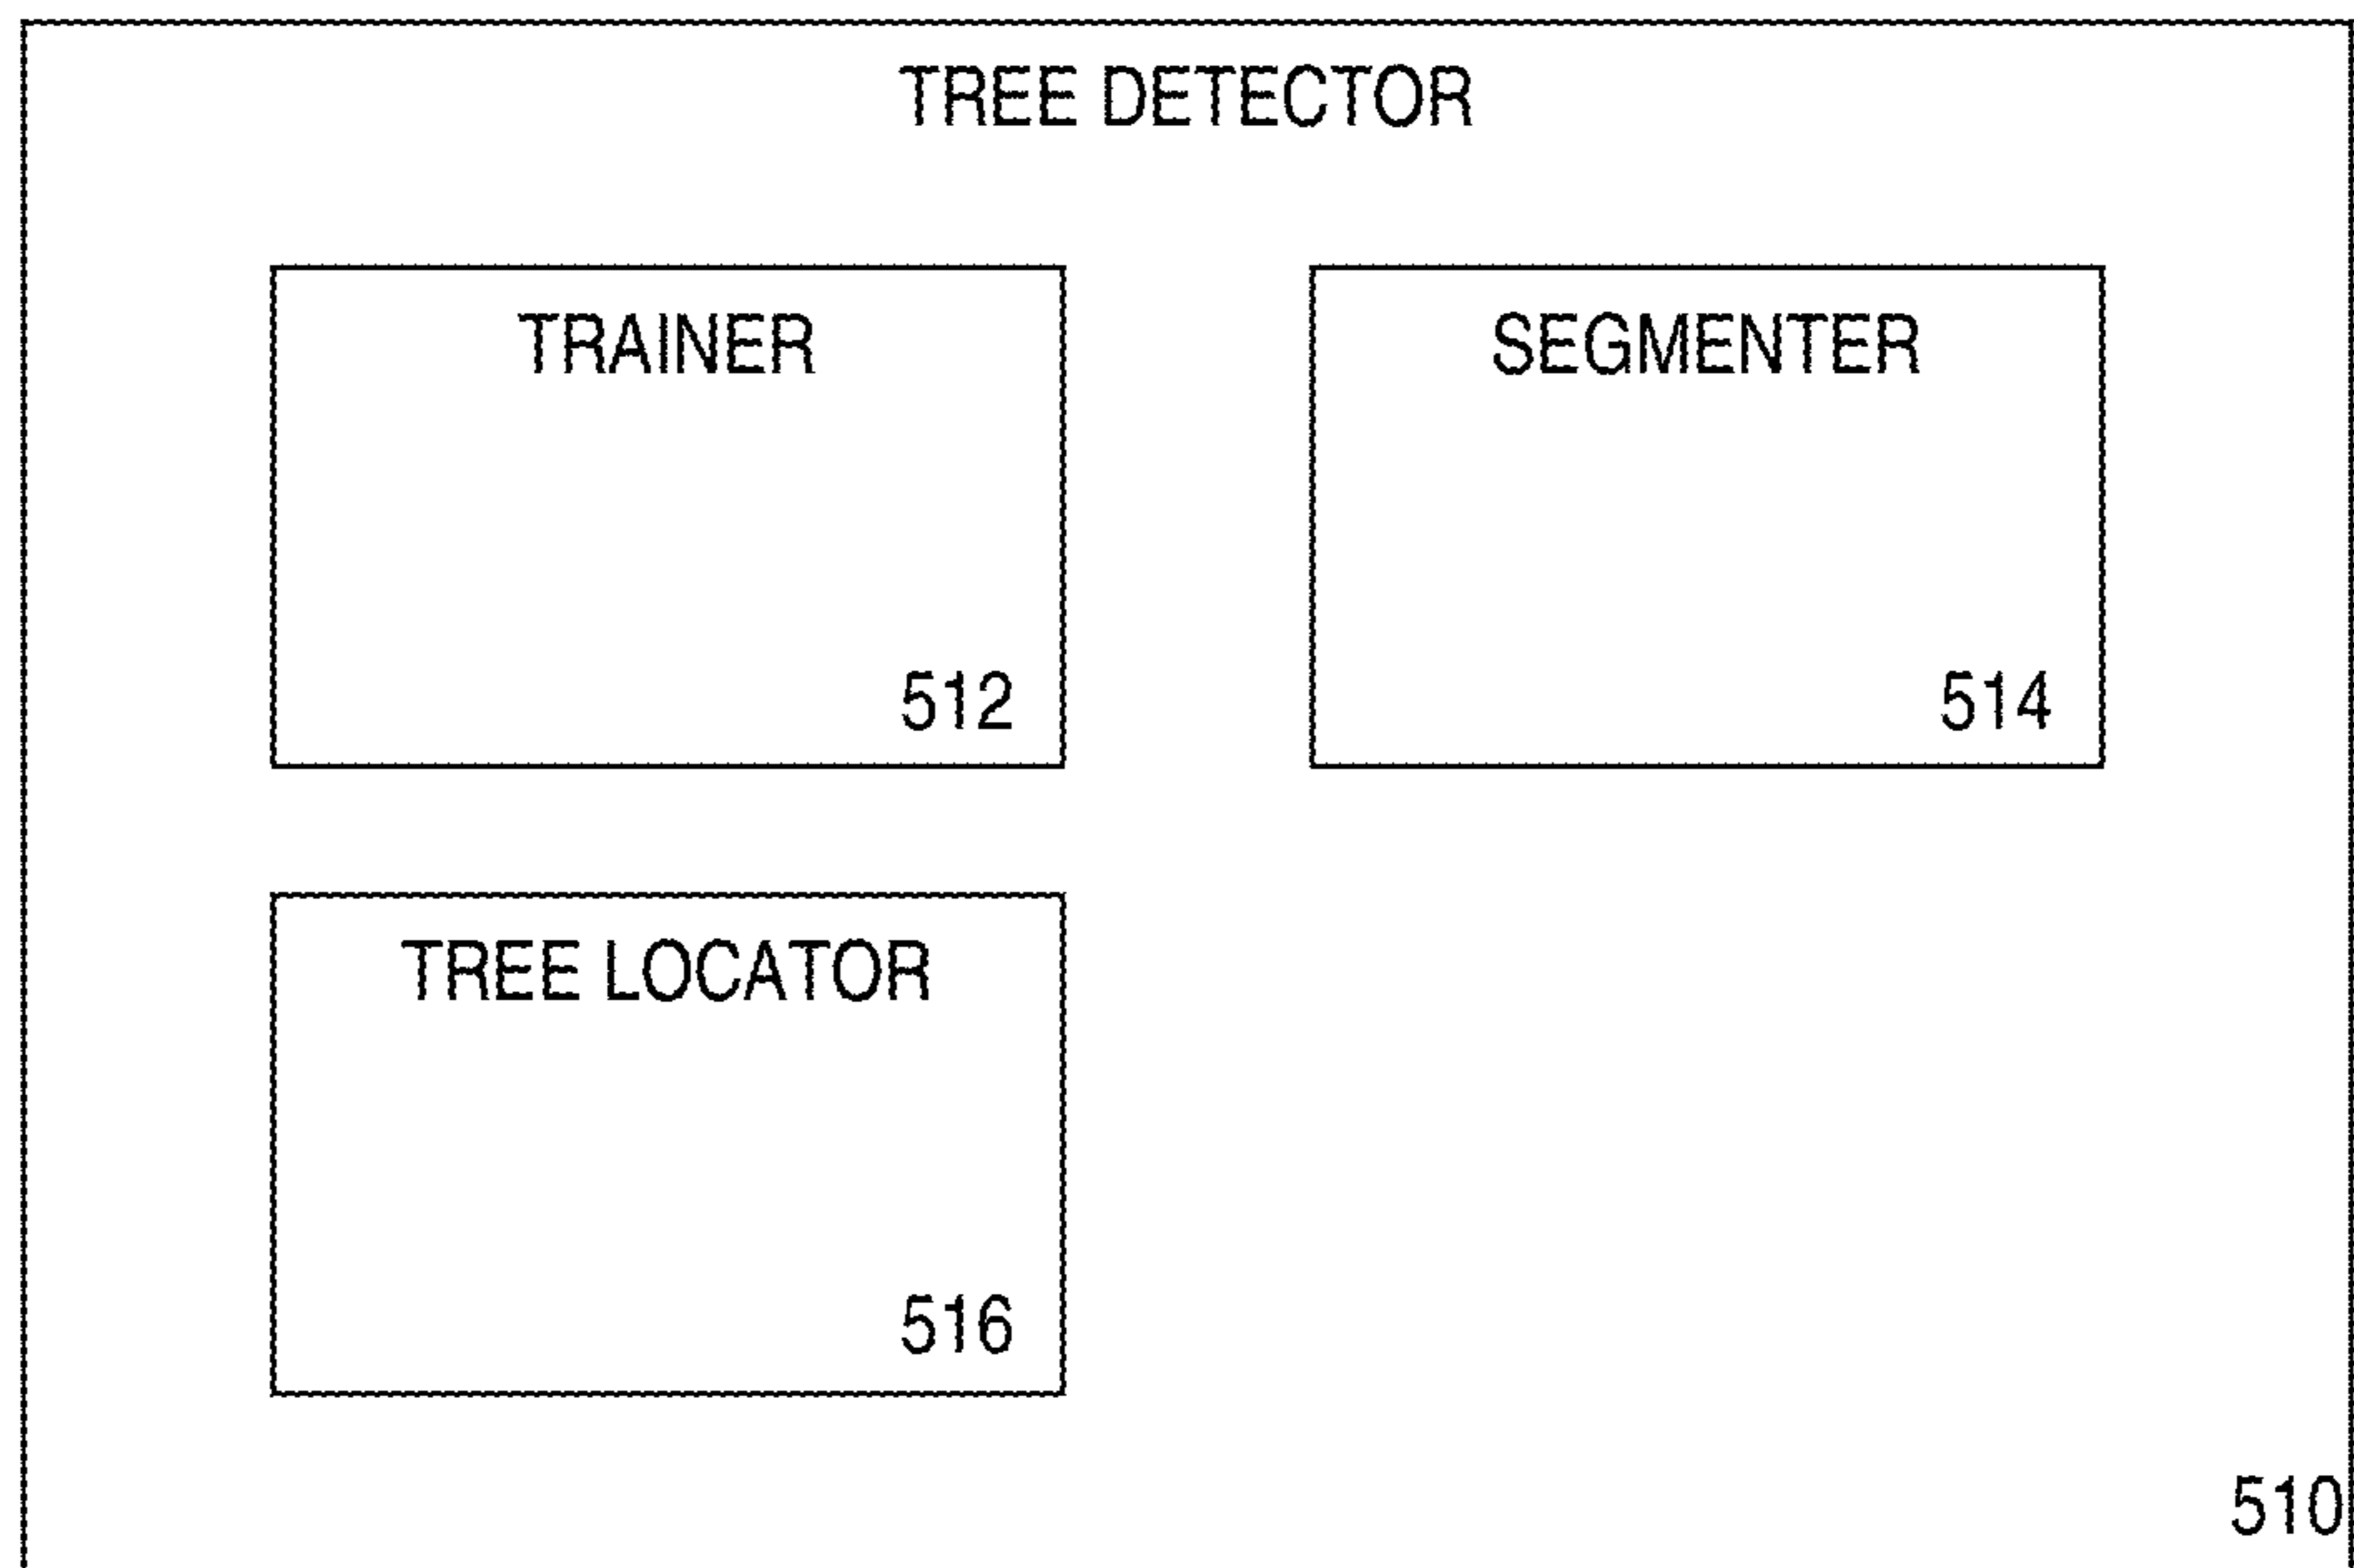 TREE DETECTOR
TRAINER
512
SEGMENTER
514
TREE LOCATOR
516
510